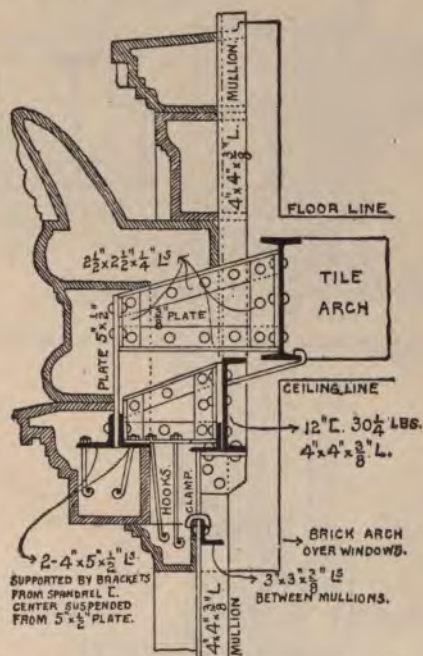 MULLION
4"x4"x3/8" L.
FLOOR LINE
2 1/2"x2 1/2"x1/4" Ls
TILE
ARCH
PLATE 5"x1/2"
PLATE
CEILING LINE
12" [. 30 1/4 LBS.
4"x4"x3/8" L.
HOOKS
CLAMP.
BRICK ARCH
OVER WINDOWS.
2-4"x5"x1/2" Ls
SUPPORTED BY BRACKETS
FROM SPANDREL [.
CENTER SUSPENDED
FROM 5"x1/2" PLATE.
3"x3"x3/8" Ls
BETWEEN MULLIONS.
4"x4"x3/8" L
MULLION